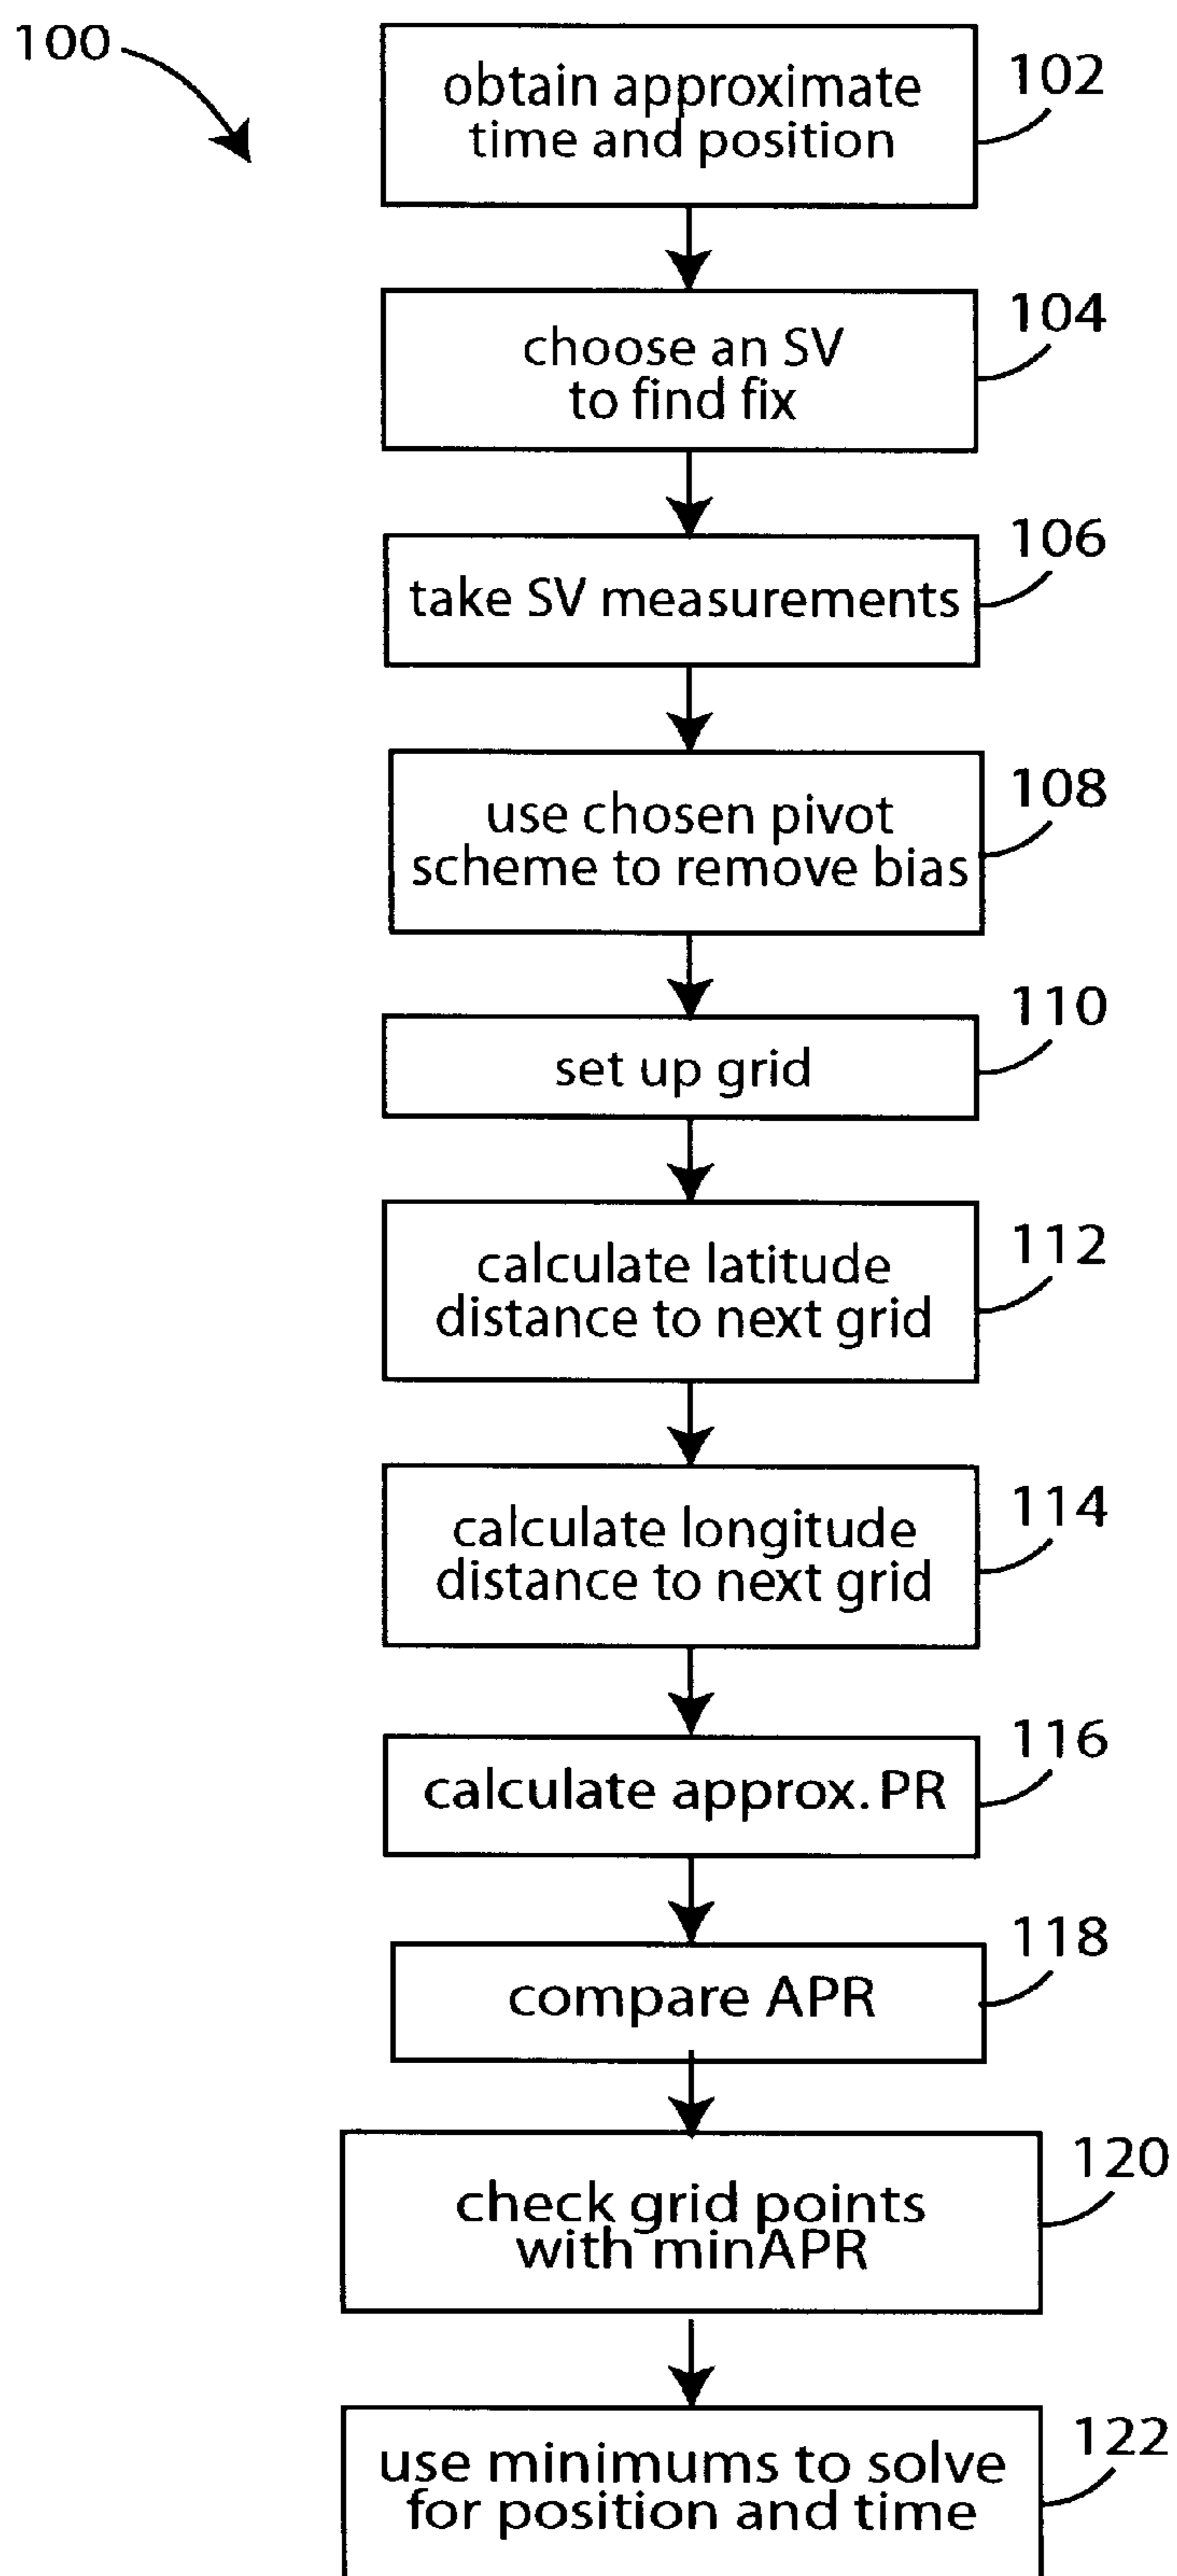 100
obtain approximate
time and position
102
choose an SV
to find fix
104
take SV measurements
106
use chosen pivot
scheme to remove bias
108
set up grid
110
calculate latitude
distance to next grid
112
calculate longitude
distance to next grid
114
calculate approx. PR
116
compare APR
118
check grid points
with minAPR
120
use minimums to solve
for position and time
122